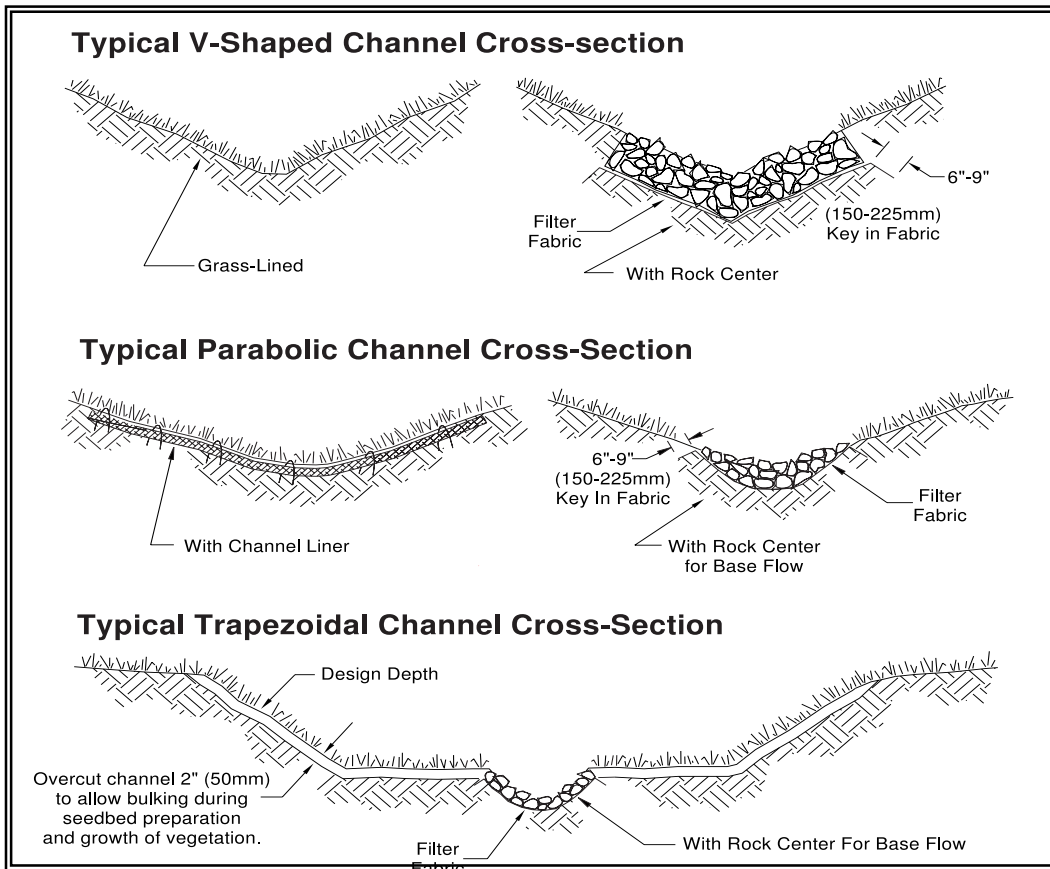 Typical V-Shaped Channel Cross-section
Grass-Lined
Filter
Fabric
With Rock Center
6"-9"
(150-225mm)
Key in Fabric
Typical Parabolic Channel Cross-Section
With Channel Liner
6"-9"
(150-225mm)
Key In Fabric
Filter
Fabric
With Rock Center
for Base Flow
Typical Trapezoidal Channel Cross-Section
Design Depth
Overcut channel 2" (50mm)
to allow bulking during
seedbed preparation
and growth of vegetation.
Filter
Fabric
With Rock Center For Base Flow